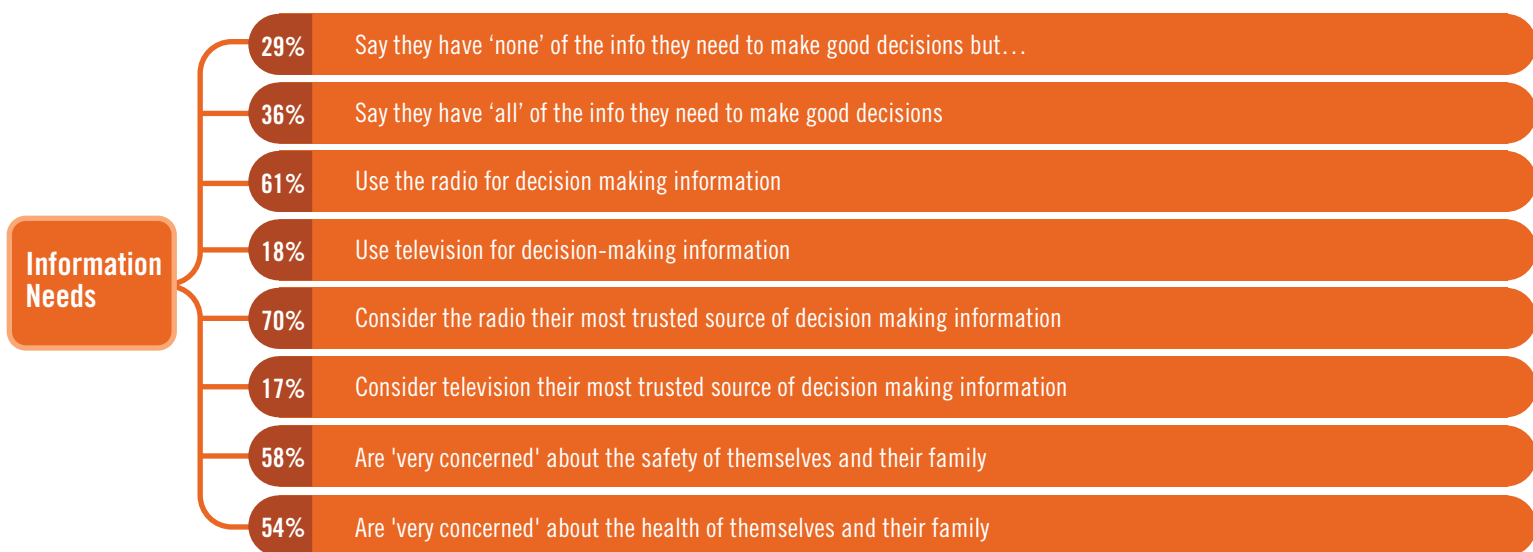 29% Say they have ‘none’ of the info they need to make good decisions but…
36% Say they have ‘all’ of the info they need to make good decisions
61% Use the radio for decision making information
18% Use television for decision-making information
Information
Needs
70% Consider the radio their most trusted source of decision making information
17% Consider television their most trusted source of decision making information
58% Are 'very concerned' about the safety of themselves and their family
54% Are 'very concerned' about the health of themselves and their family